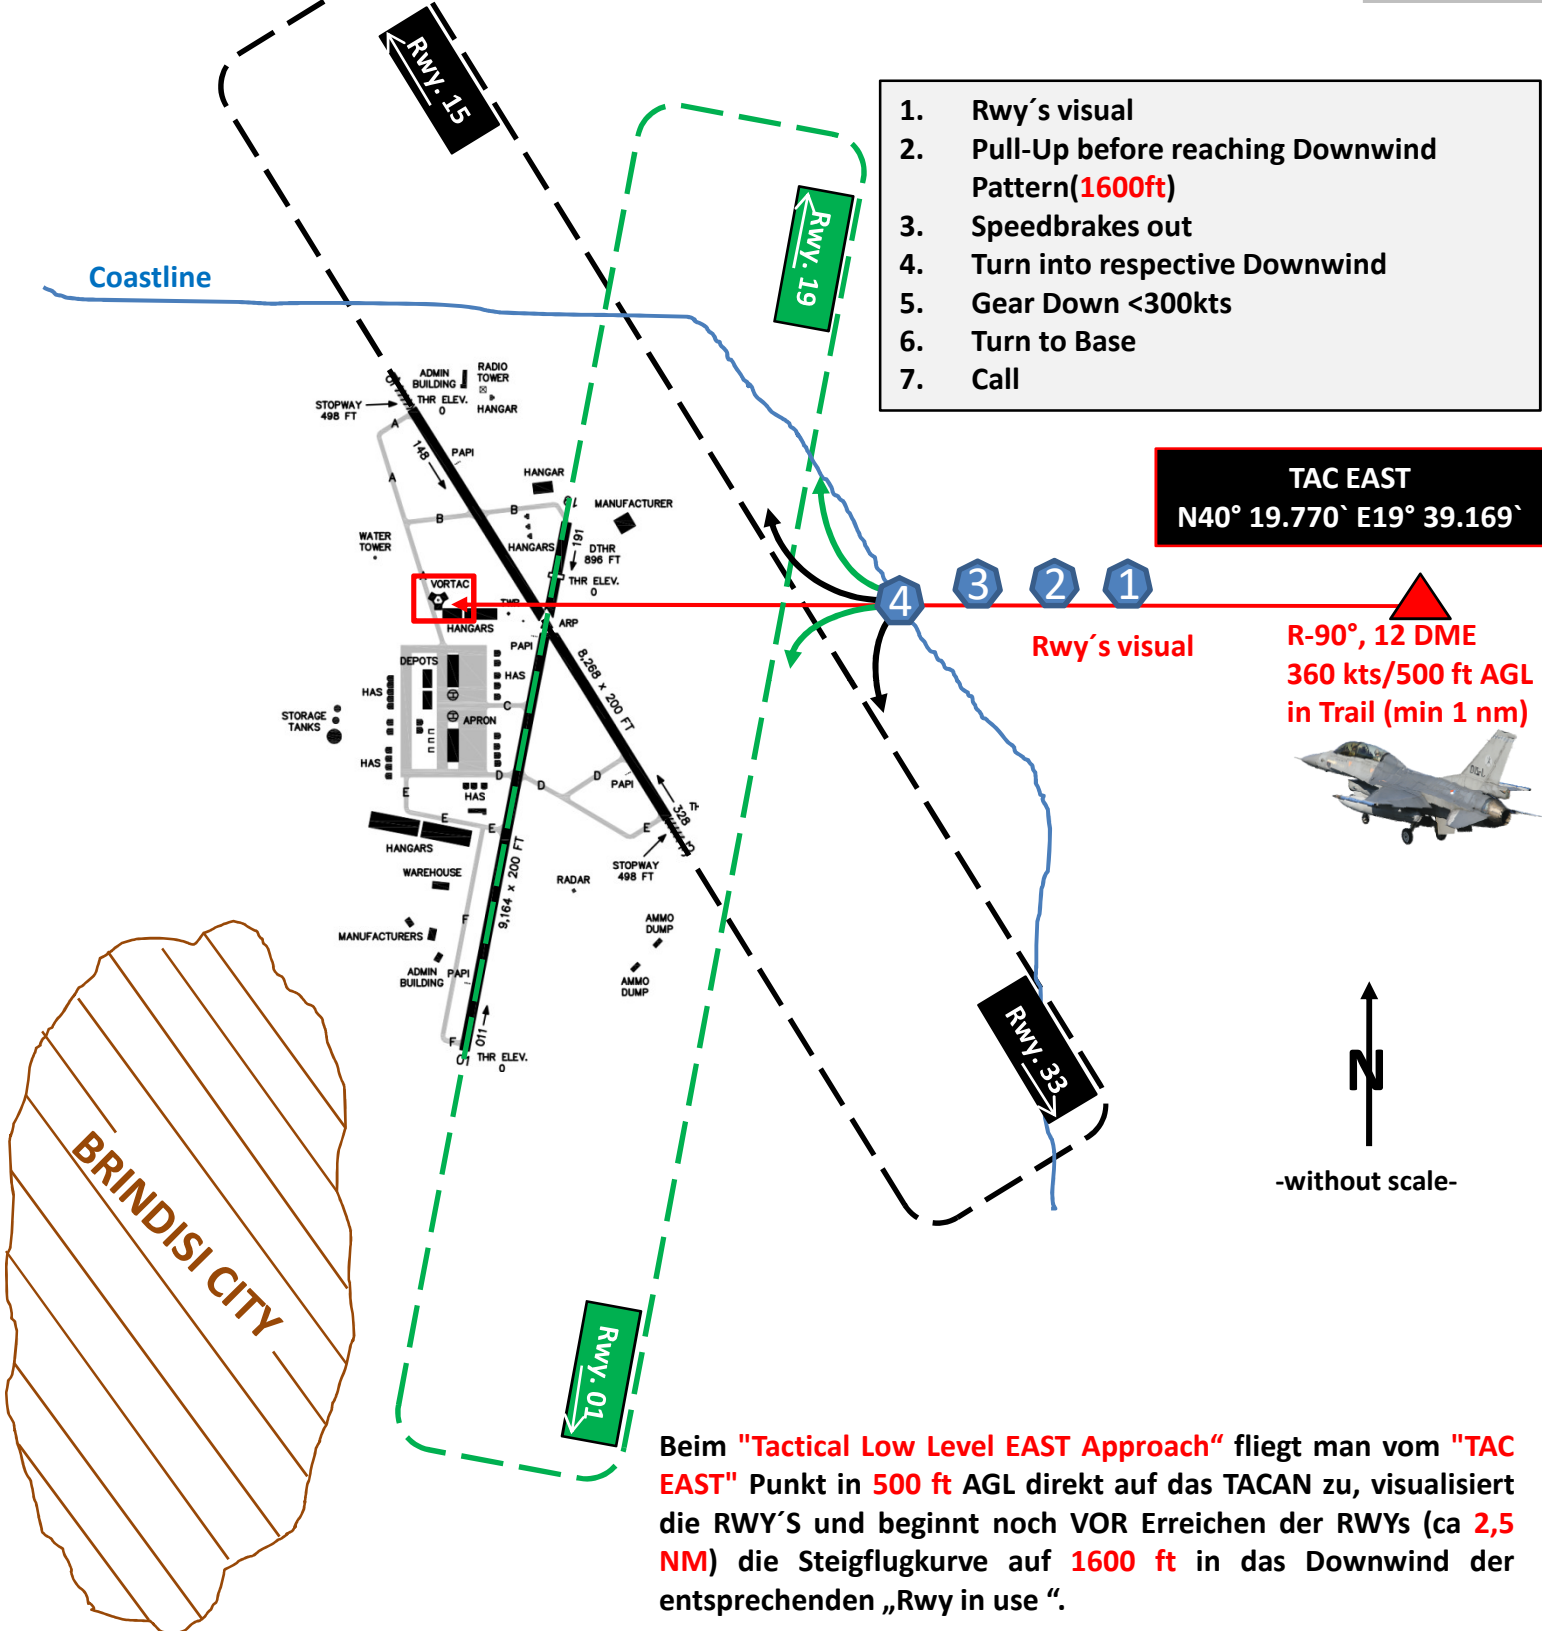 Rwy. 15
1. Rwy´s visual
2. Pull-Up before reaching Downwind
Pattern(1600ft)
3. Speedbrakes out
4. Turn into respective Downwind
5. Gear Down <300kts
6. Turn to Base
7. Call
Rwy. 19
Coastline
ADMIN
BUILDING
RADIO
TOWER
HANGAR
STOPWAY
498 FT
THR ELEV.
0
A
148
PAPI
A
B
B
HANGAR
19
MANUFACTURER
HANGARS
191
DTHR
896 FT
THR ELEV.
0
WATER
TOWER
A
VORTAC
HANGARS
ARP
PAPI
TAC EAST
N40° 19.770` E19° 39.169`
4
3
2
1
Rwy´s visual
R-90°, 12 DME
360 kts/500 ft AGL
in Trail (min 1 nm)
8,268 x 200 FT
DEPOTS
HAS
HAS
C
APRON
STORAGE
TANKS
HAS
D
D
D
PAPI
E
HAS
E
E
E
328
STOPWAY
498 FT
HANGARS
WAREHOUSE
9,164 x 200 FT
RADAR
F
MANUFACTURERS
ADMIN
BUILDING
PAPI
AMMO
DUMP
AMMO
DUMP
F
01
011
THR ELEV.
0
Rwy. 33
N
-without scale-
BRINDISI CITY
Rwy. 01
Beim "Tactical Low Level EAST Approach“ fliegt man vom "TAC
EAST" Punkt in 500 ft AGL direkt auf das TACAN zu, visualisiert
die RWY´S und beginnt noch VOR Erreichen der RWYs (ca 2,5
NM) die Steigflugkurve auf 1600 ft in das Downwind der
entsprechenden „Rwy in use “.